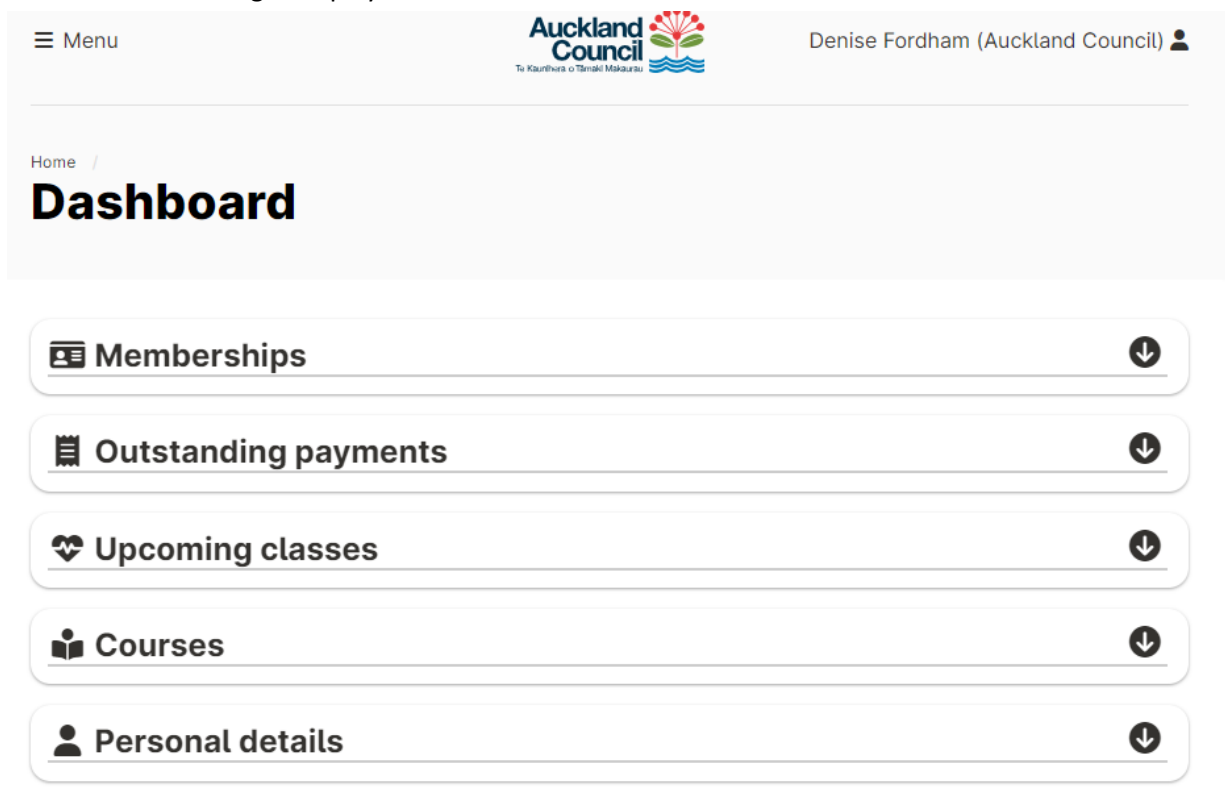 Menu
Auckland
Council
Te Kaunihera o Tāmaki Makaurau
Denise Fordham (Auckland Council)
Home /
Dashboard
Memberships
Outstanding payments
Upcoming classes
Courses
Personal details